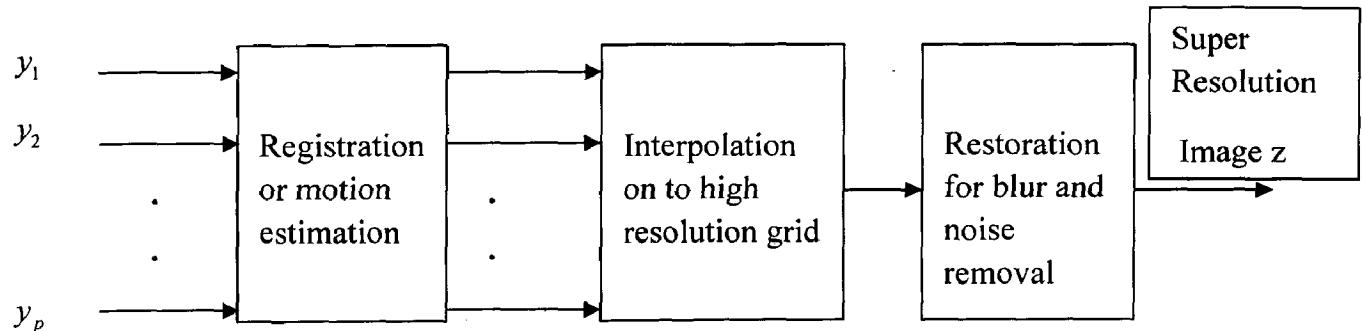 y1
y2
yp
Registration
or motion
estimation
Interpolation
on to high
resolution grid
Restoration
for blur and
noise
removal
Super
Resolution
Image z